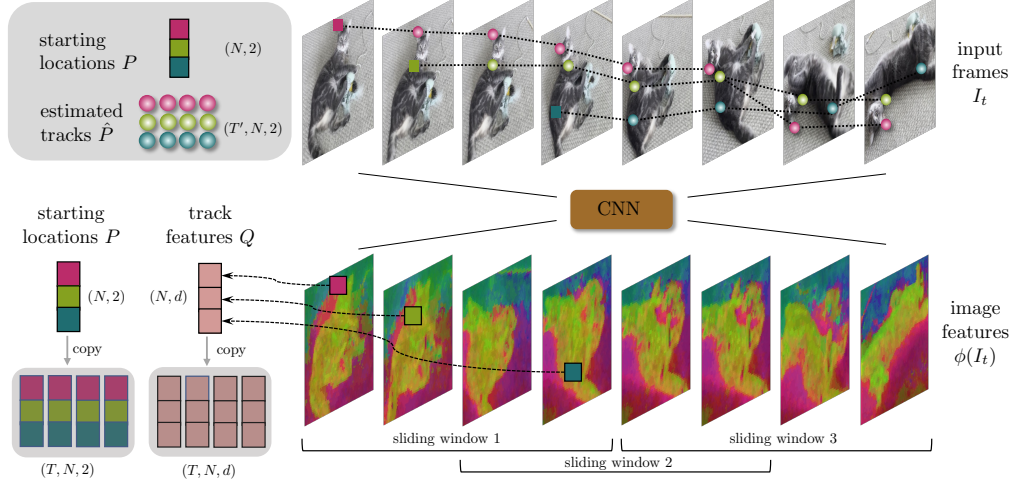 starting
locations P
(N, 2)
estimated
tracks P̂
(T′, N, 2)
input
frames
I_t
CNN
starting
locations P
(N, 2)
copy
(T, N, 2)
track
features Q
(N, d)
copy
(T, N, d)
image
features
ϕ(I_t)
sliding window 1
sliding window 3
sliding window 2